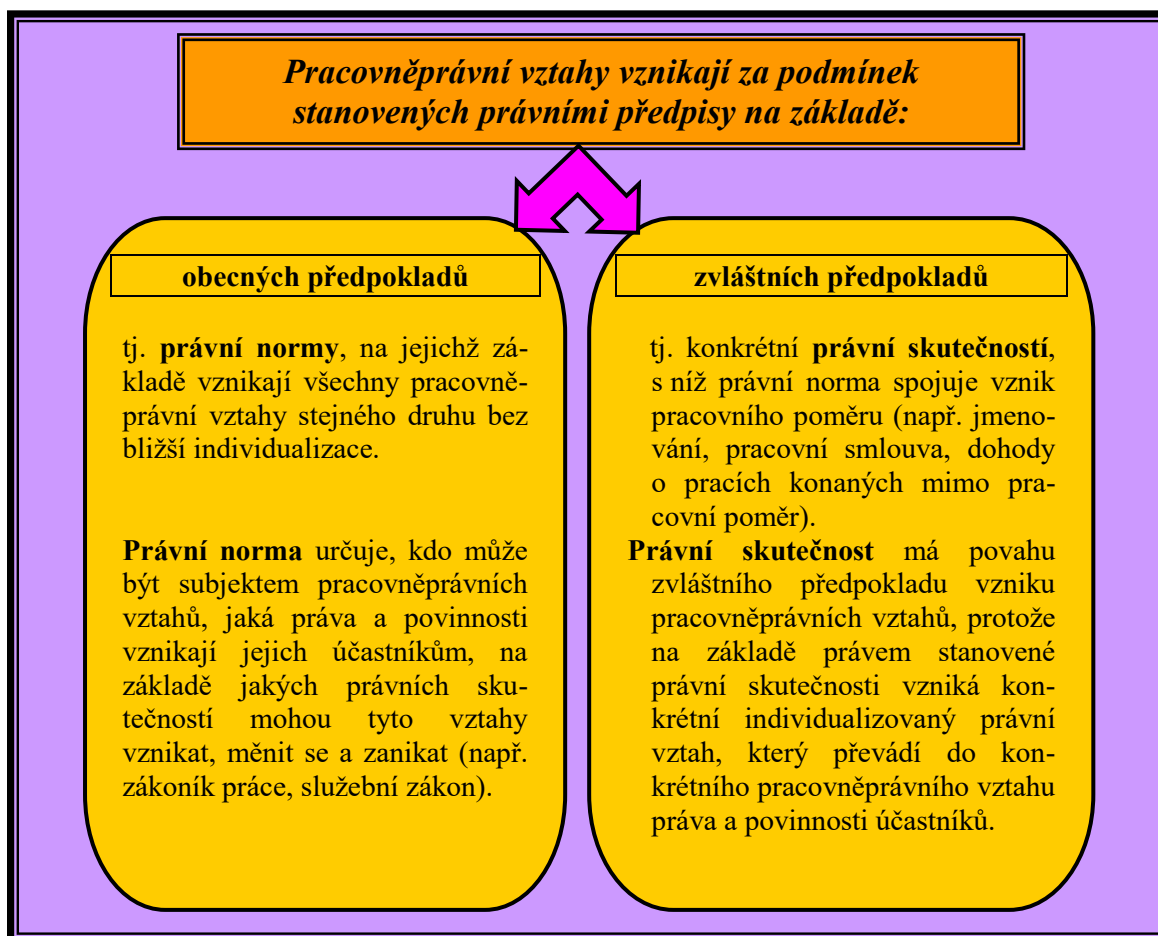 Pracovněprávní vztahy vznikají za podmínek
stanovených právními předpisy na základě:
obecných předpokladů
tj. právní normy, na jejichž zá-
kladě vznikají všechny pracovně-
právní vztahy stejného druhu bez
bližší individualizace.
Právní norma určuje, kdo může
být subjektem pracovněprávních
vztahů, jaká práva a povinnosti
vznikají jejich účastníkům, na
základě jakých právních sku-
tečností mohou tyto vztahy
vznikat, měnit se a zanikat (např.
zákoník práce, služební zákon).
zvláštních předpokladů
tj. konkrétní právní skutečností,
s níž právní norma spojuje vznik
pracovního poměru (např. jmeno-
vání, pracovní smlouva, dohody
o pracích konaných mimo pra-
covní poměr).
Právní skutečnost má povahu
zvláštního předpokladu vzniku
pracovněprávních vztahů, protože
na základě právem stanovené
právní skutečnosti vzniká kon-
krétní individualizovaný právní
vztah, který převádí do kon-
krétního pracovněprávního vztahu
práva a povinnosti účastníků.